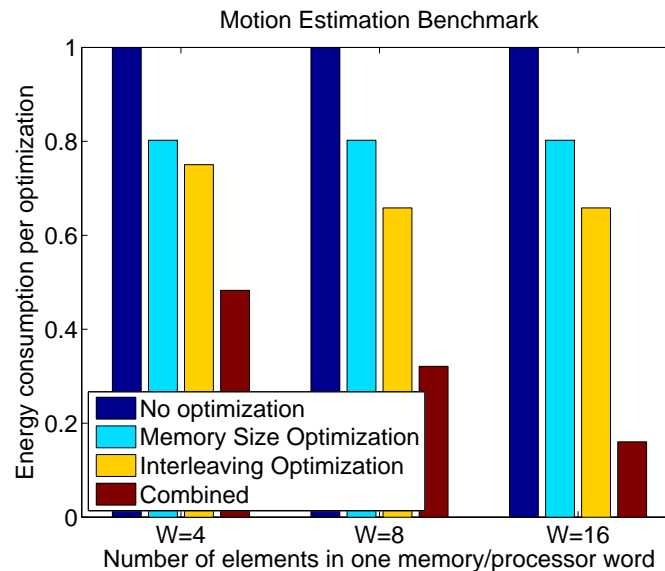 Motion Estimation Benchmark
Energy consumption per optimization
1
0.8
0.6
0.4
0.2
0
No optimization
Memory Size Optimization
Interleaving Optimization
Combined
W=4 W=8 W=16
Number of elements in one memory/processor word